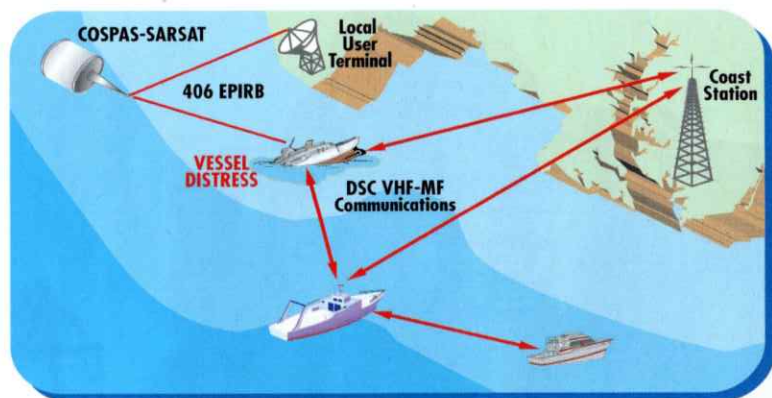 COSPAS-SARSAT
Local
User
Terminal
406 EPIRB
Coast
Station
VESSEL
DISTRESS
DSC VHF-MF
Communications